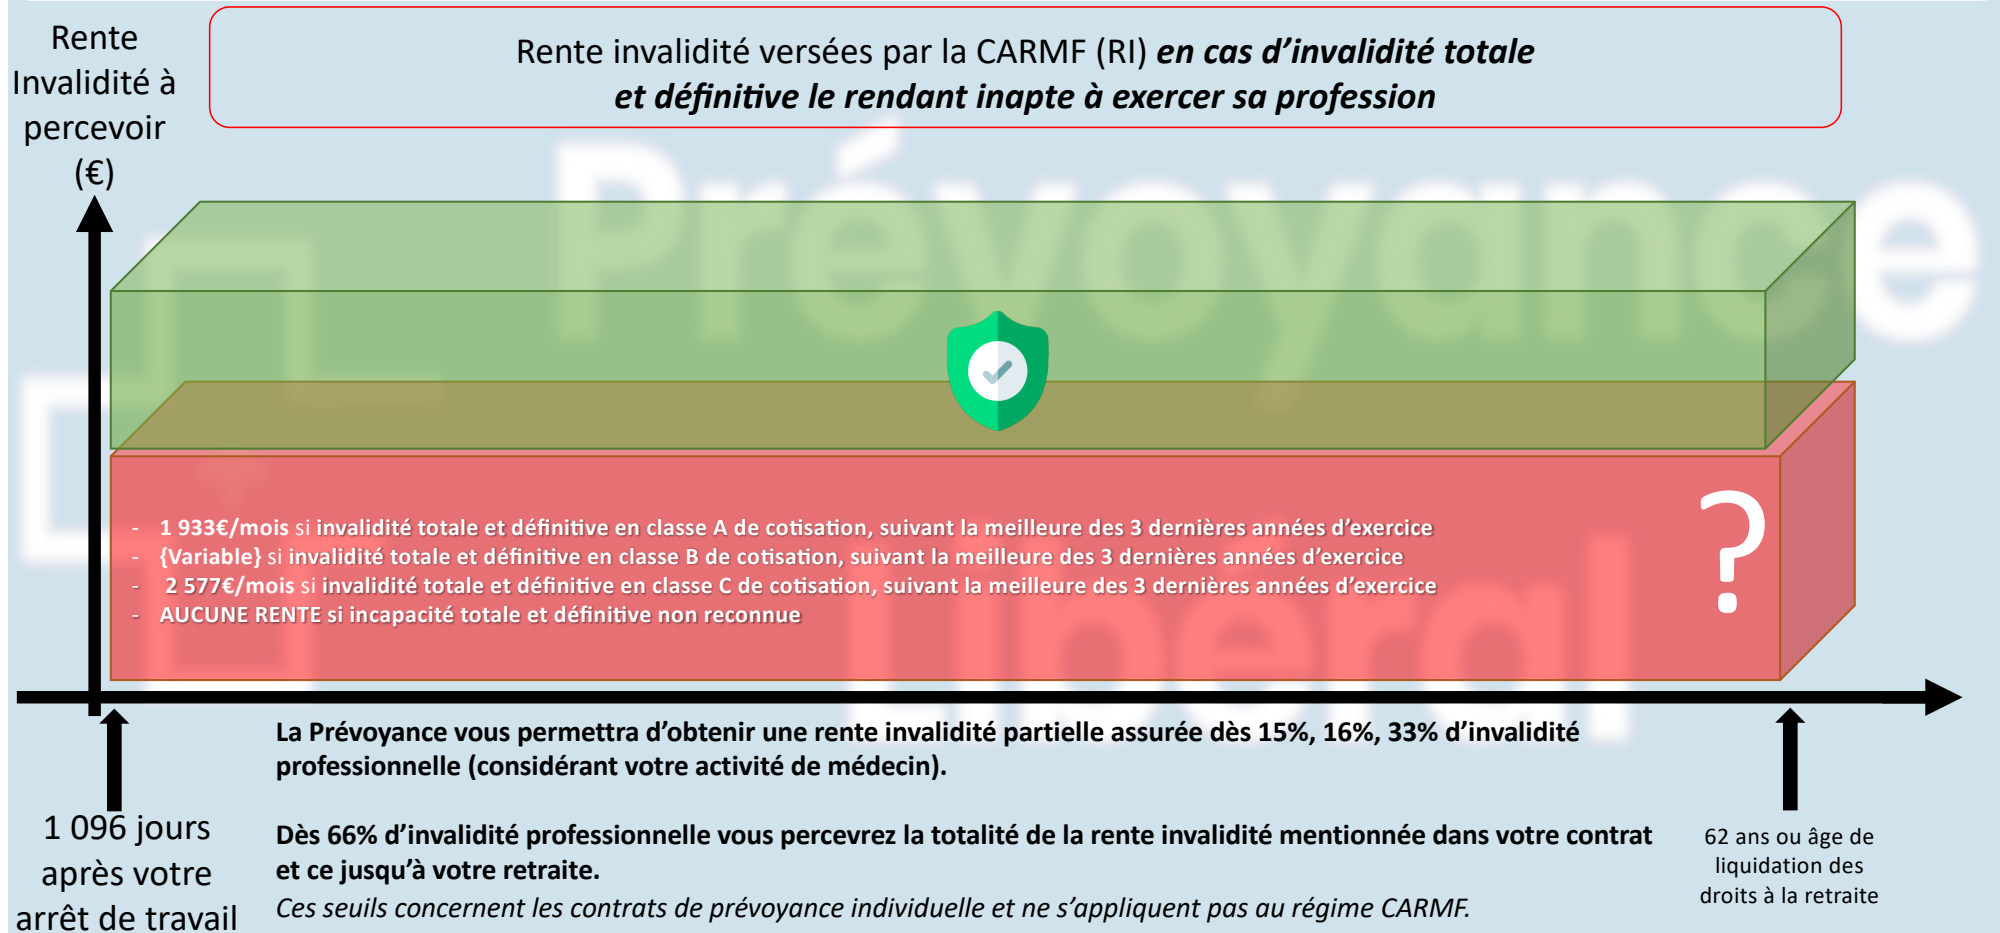 Rente
Invalidité à
percevoir
(€)
Rente invalidité versées par la CARMF (RI) en cas d’invalidité totale
et définitive le rendant inapte à exercer sa profession
Prévoyance
Libéral
- 1 933€/mois si invalidité totale et définitive en classe A de cotisation, suivant la meilleure des 3 dernières années d’exercice
- {Variable} si invalidité totale et définitive en classe B de cotisation, suivant la meilleure des 3 dernières années d’exercice
- 2 577€/mois si invalidité totale et définitive en classe C de cotisation, suivant la meilleure des 3 dernières années d’exercice
- AUCUNE RENTE si incapacité totale et définitive non reconnue
?
La Prévoyance vous permettra d’obtenir une rente invalidité partielle assurée dès 15%, 16%, 33% d’invalidité
professionnelle (considérant votre activité de médecin).
Dès 66% d’invalidité professionnelle vous percevrez la totalité de la rente invalidité mentionnée dans votre contrat
et ce jusqu’à votre retraite.
Ces seuils concernent les contrats de prévoyance individuelle et ne s’appliquent pas au régime CARMF.
1 096 jours
après votre
arrêt de travail
62 ans ou âge de
liquidation des
droits à la retraite